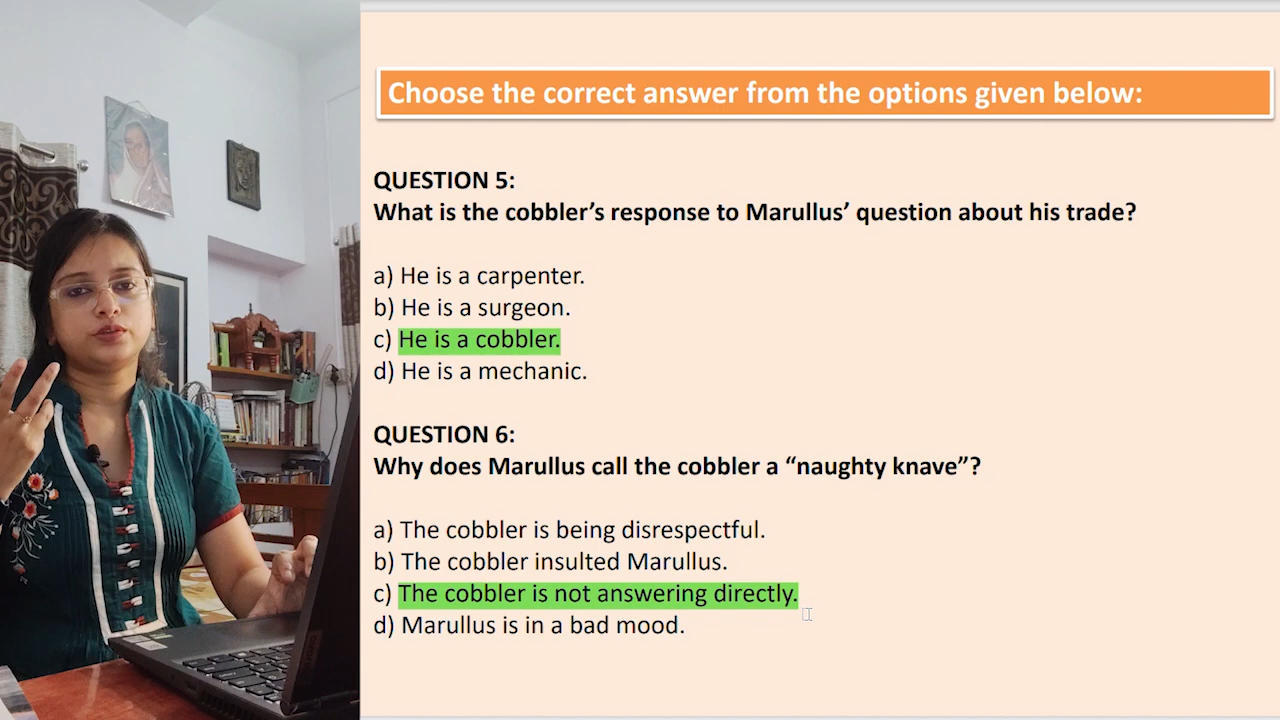 Choose the correct answer from the options given below:
QUESTION 5:
What is the cobbler’s response to Marullus’ question about his trade?
a) He is a carpenter.
b) He is a surgeon.
c) He is a cobbler.
d) He is a mechanic.
QUESTION 6:
Why does Marullus call the cobbler a “naughty knave”?
a) The cobbler is being disrespectful.
b) The cobbler insulted Marullus.
c) The cobbler is not answering directly.
d) Marullus is in a bad mood.